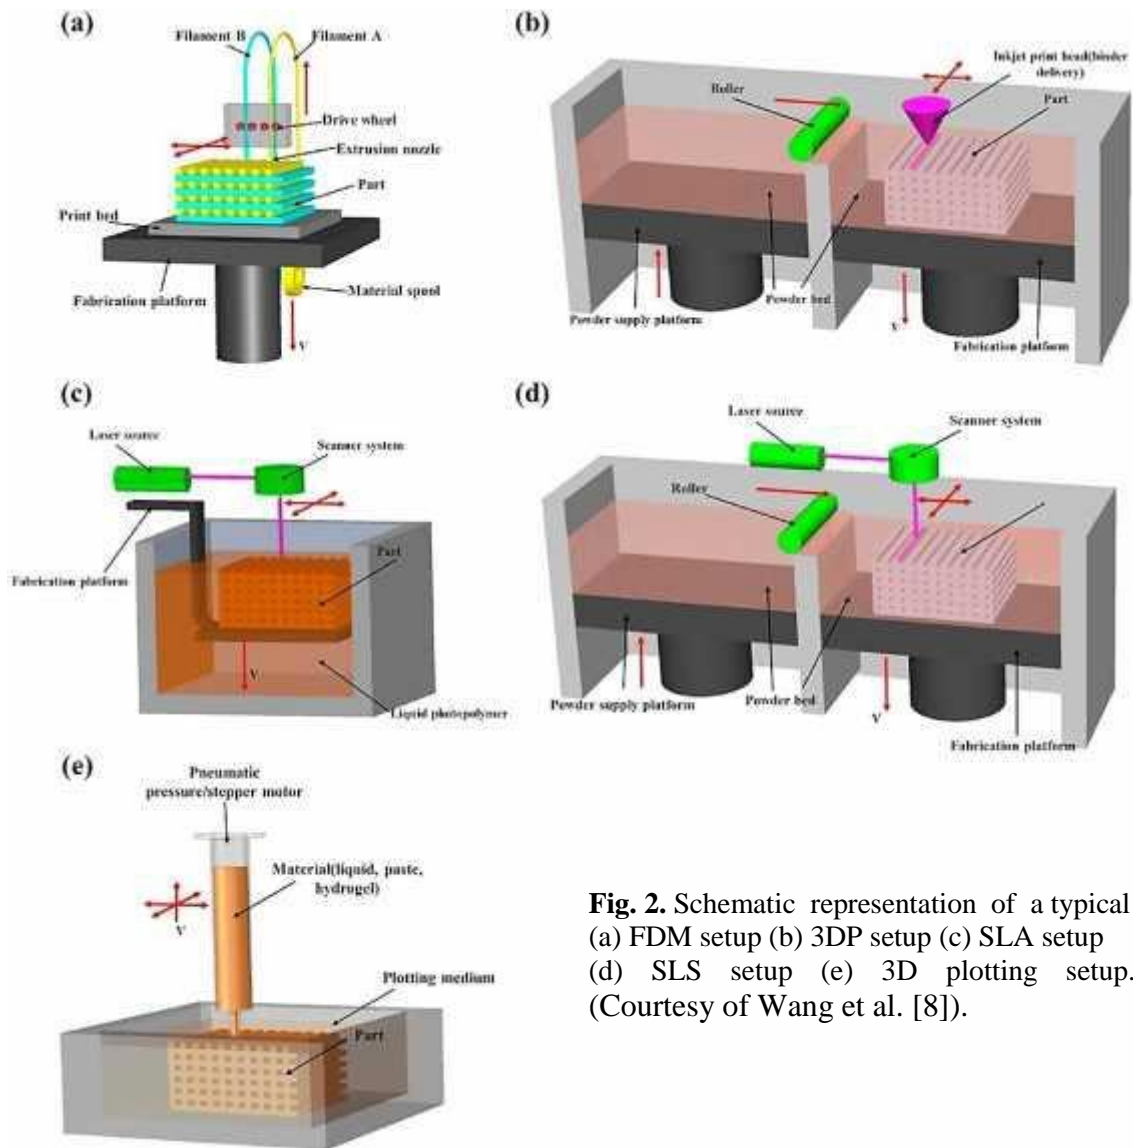 (a)
Filament B
Filament A
Drive wheel
Extrusion nozzle
Part
Print bed
Fabrication platform
Material spool
V
(b)
Inkjet print head(binder
delivery)
Roller
Part
Powder bed
Powder supply platform
V
Fabrication platform
(c)
Laser source
Scanner system
Part
Fabrication platform
V
Liquid photopolymer
(d)
Laser source
Scanner system
Roller
Powder bed
Powder supply platform
V
Fabrication platform
(e)
Pneumatic
pressure/stepper motor
Material(liquid, paste,
hydrogel)
V
Plotting medium
Part
Fig. 2. Schematic representation of a typical
(a) FDM setup (b) 3DP setup (c) SLA setup
(d) SLS setup (e) 3D plotting setup.
(Courtesy of Wang et al. [8]).